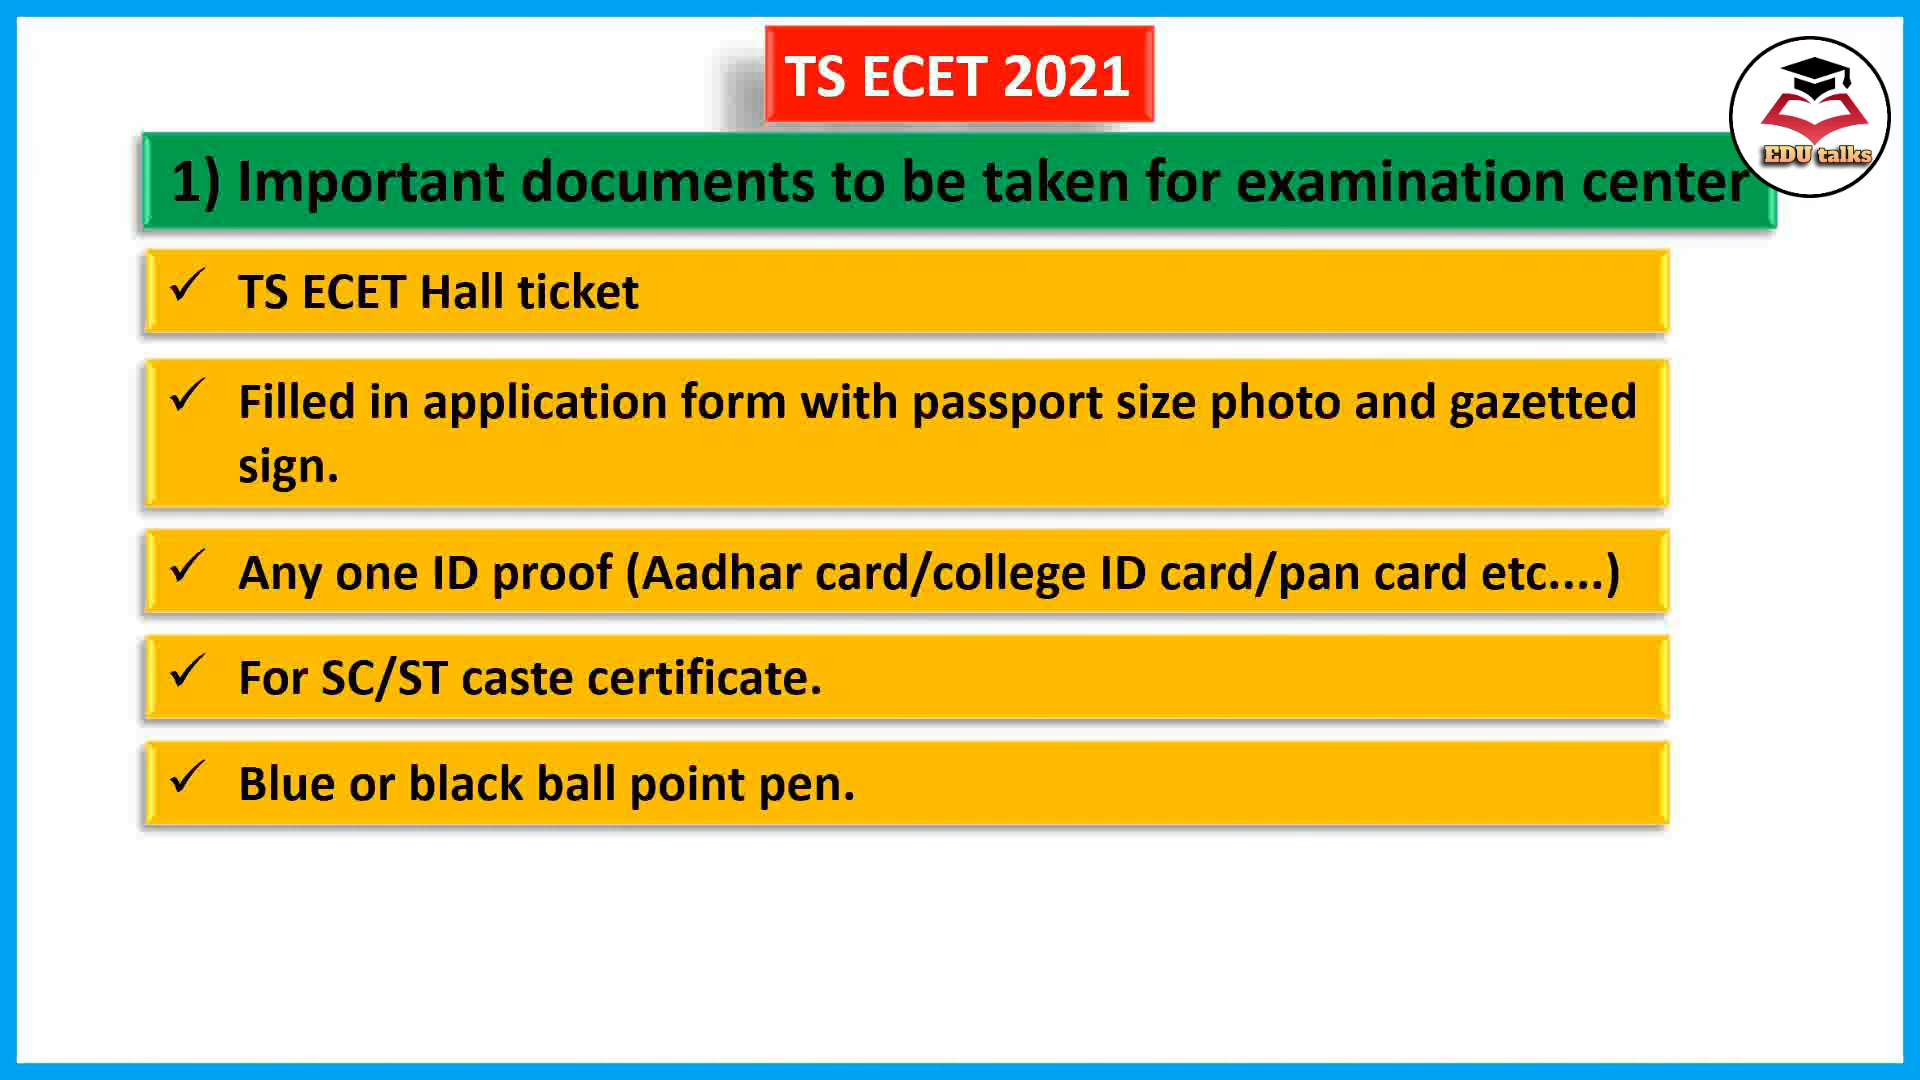 TS ECET 2021
EDU talks
1) Important documents to be taken for examination center
✓ TS ECET Hall ticket
✓ Filled in application form with passport size photo and gazetted
sign.
✓ Any one ID proof (Aadhar card/college ID card/pan card etc....)
✓ For SC/ST caste certificate.
✓ Blue or black ball point pen.